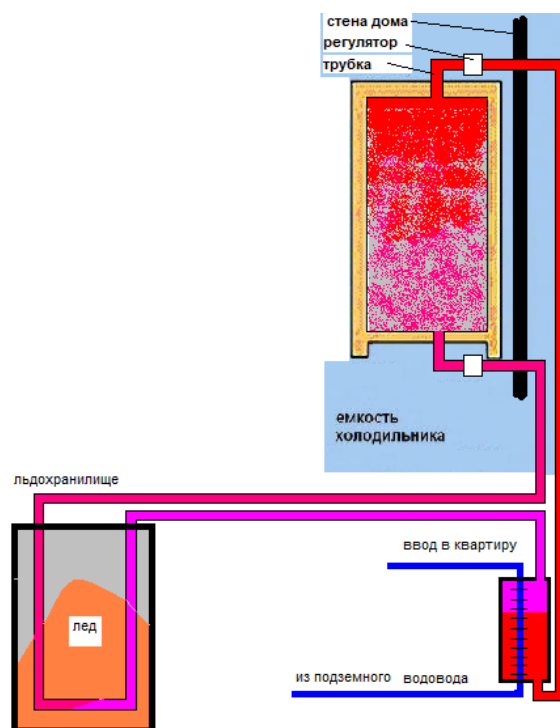 стена дома
регулятор
трубка
емкость
холодильника
льдохранилище
лед
ввод в квартиру
из подземного водовода